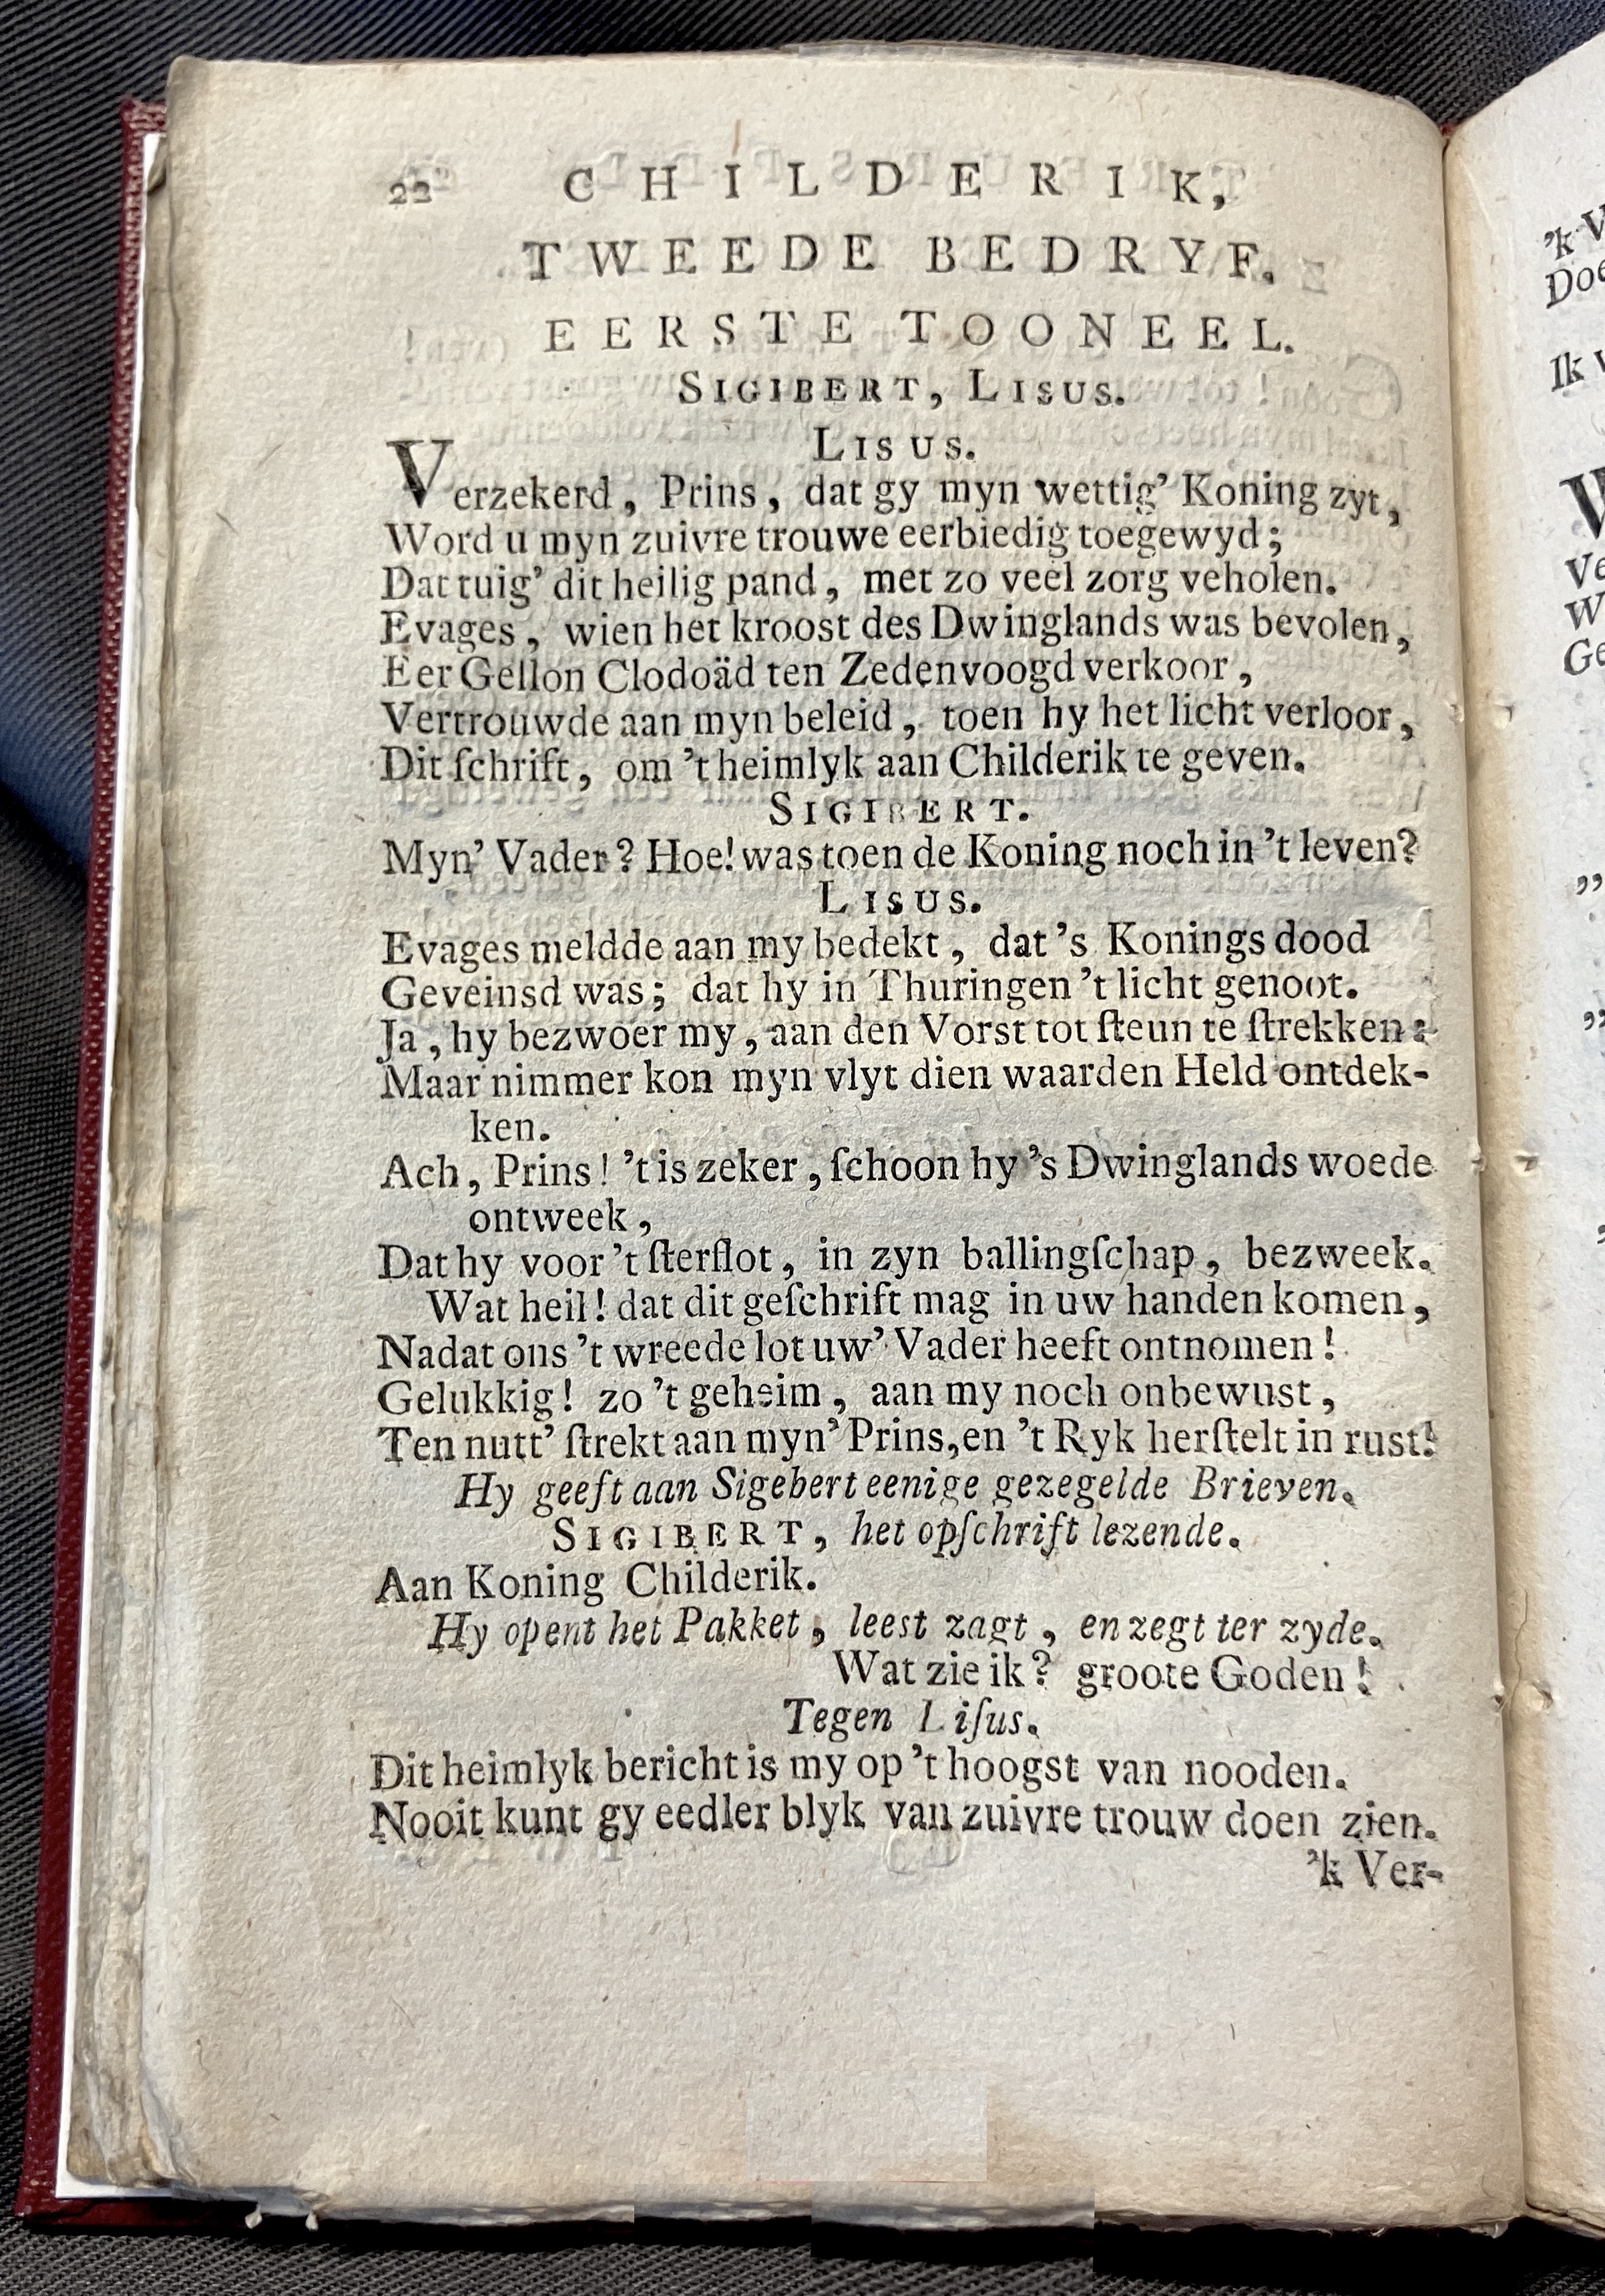 22 CHILDERIK,
TWEEDE BEDRYF.
EERSTE TOONEEL.
SIGIBERT, LISUS.
LISUS.
Verzekerd, Prins, dat gy myn wettig’ Koning zyt,
Word u myn zuivre trouwe eerbiedig toegewyd;
Dat tuig’ dit heilig pand, met zo veel zorg veholen.
Evages, wien het kroost des Dwinglands was bevolen,
Eer Gellon Clodoäd ten Zedenvoogd verkoor,
Vertrouwde aan myn beleid, toen hy het licht verloor,
Dit ſchrift, om ’t heimlyk aan Childerik te geven.
SIGIBERT.
Myn’ Vader? Hoe! was toen de Koning noch in ’t leven?
LISUS.
Evages meldde aan my bedekt, dat ’s Konings dood
Geveinsd was; dat hy in Thuringen ’t licht genoot.
Ja, hy bezwoer my, aan den Vorst tot ſteun te ſtrekken:
Maar nimmer kon myn vlyt dien waarden Held ontdek-
ken.
Ach, Prins! ’t is zeker, ſchoon hy ’s Dwinglands woede
ontweek,
Dat hy voor ’t ſterflot, in zyn ballingſchap, bezweek.
Wat heil! dat dit geſchrift mag in uw handen komen,
Nadat ons ’t wreede lot uw’ Vader heeft ontnomen!
Gelukkig! zo ’t geheim, aan my noch onbewust,
Ten nutt’ ſtrekt aan myn’ Prins, en ’t Ryk herſtelt in rust!
Hy geeft aan Sigebert eenige gezegelde Brieven.
SIGIBERT, het opſchrift lezende.
Aan Koning Childerik.
Hy opent het Pakket, leest zagt, en zegt ter zyde.
Wat zie ik? groote Goden!
Tegen Liſus.
Dit heimlyk bericht is my op ’t hoogst van nooden.
Nooit kunt gy eedler blyk van zuivre trouw doen zien.
’k Ver-
’k V
Doe
Ik
V
Ve
W
Ge